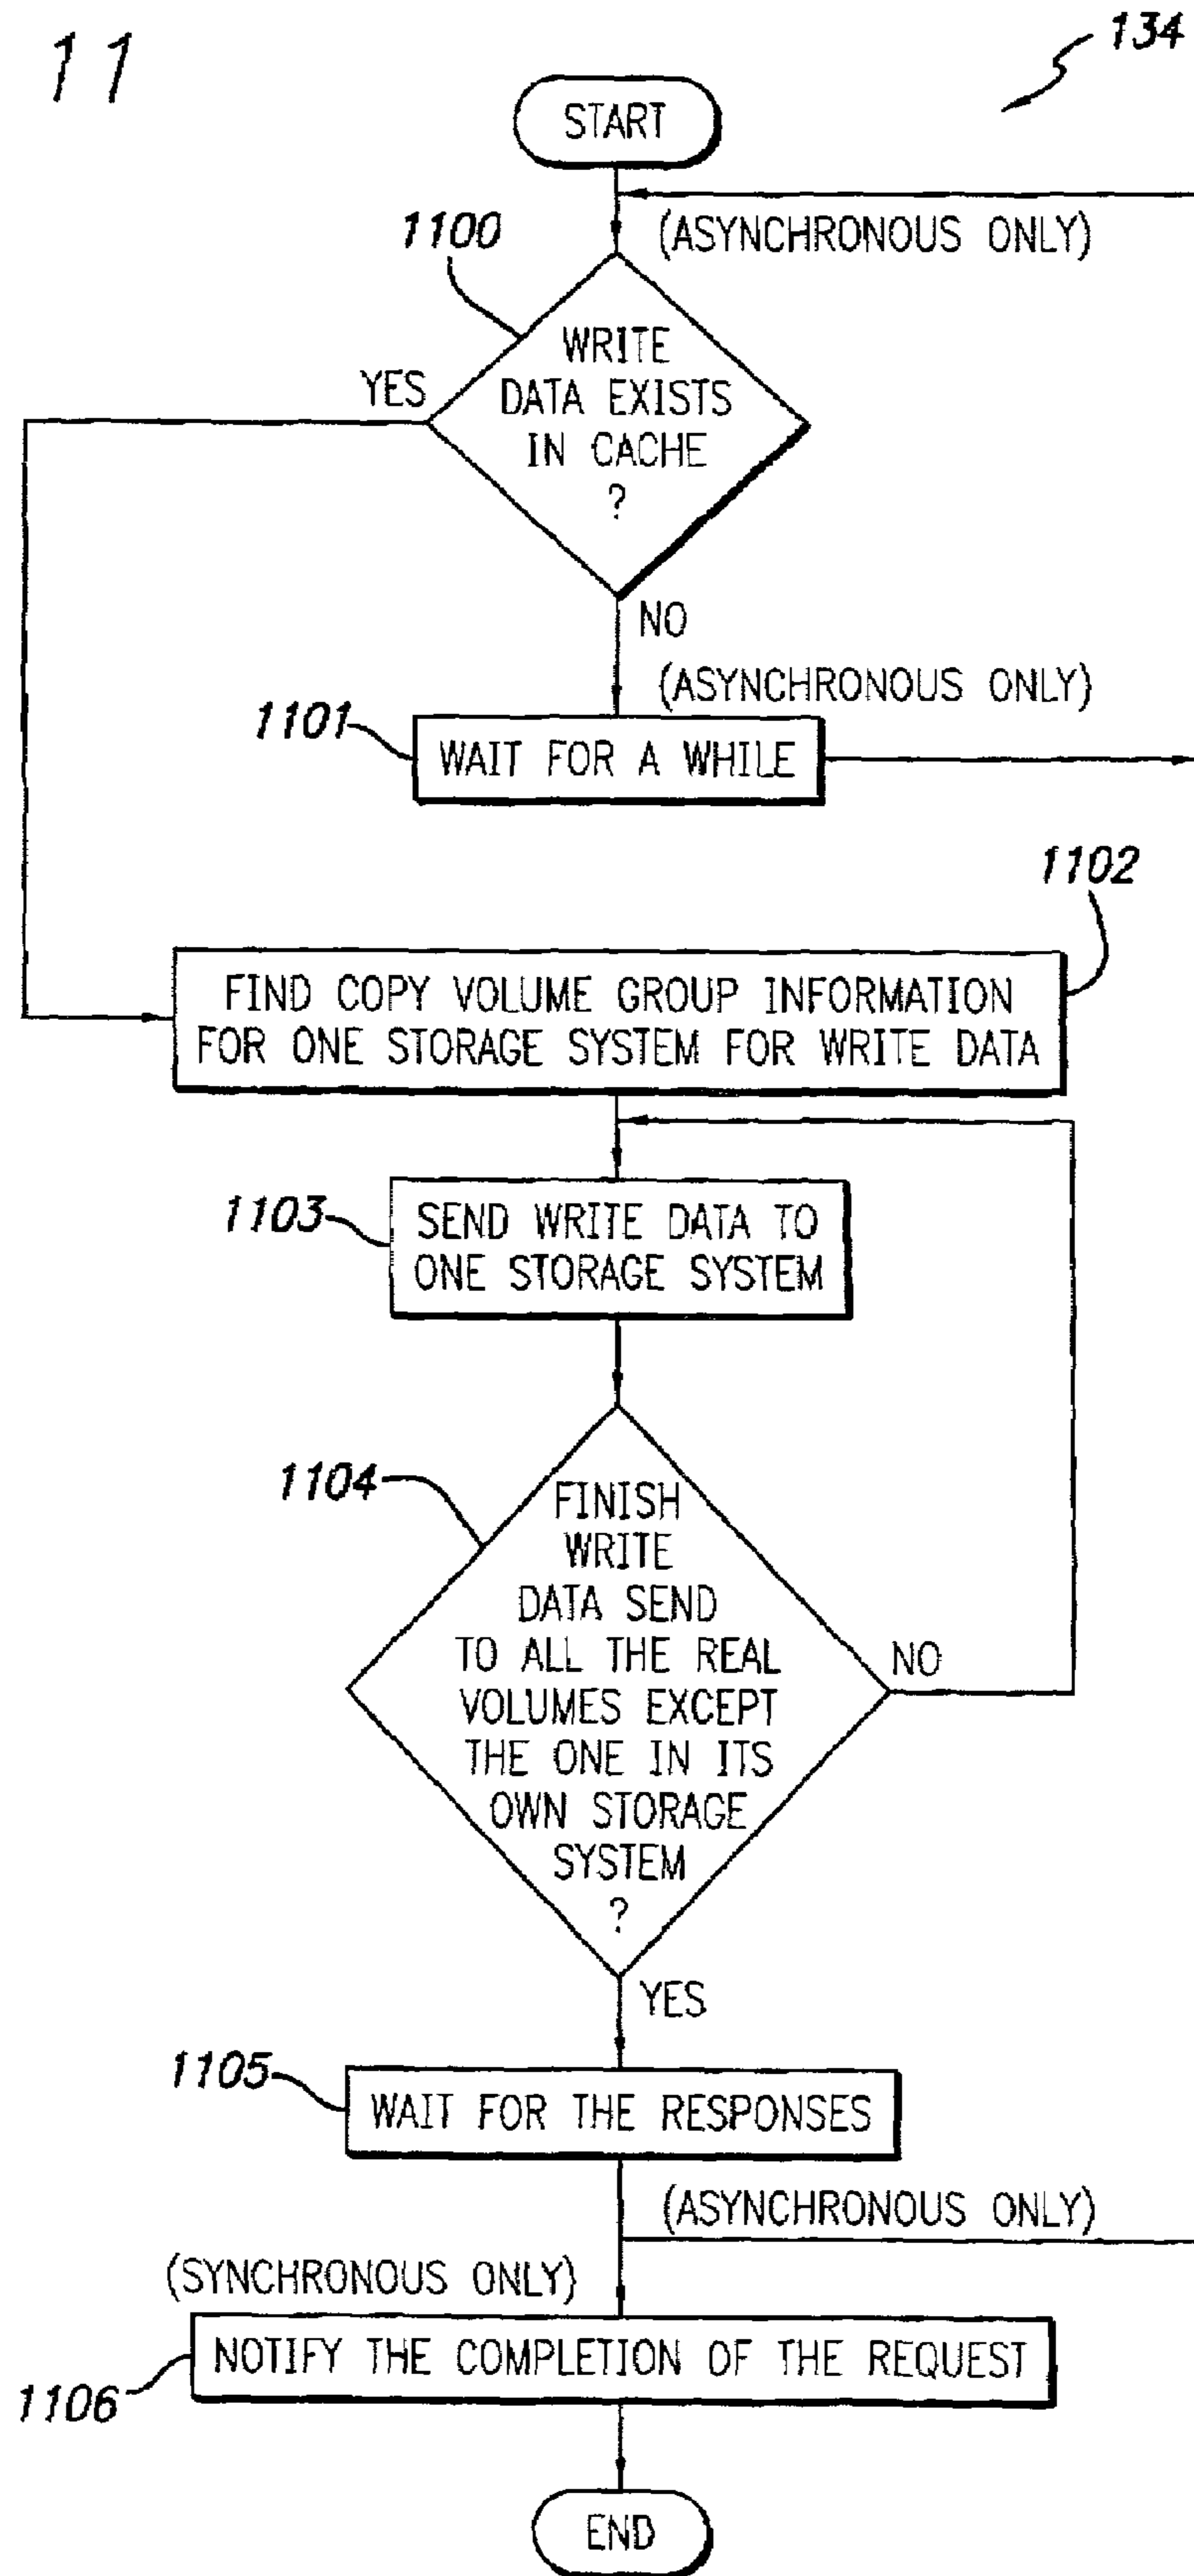 11
134
START
(ASYNCHRONOUS ONLY)
1100
WRITE
DATA EXISTS
IN CACHE
?
YES
NO
(ASYNCHRONOUS ONLY)
1101
WAIT FOR A WHILE
1102
FIND COPY VOLUME GROUP INFORMATION
FOR ONE STORAGE SYSTEM FOR WRITE DATA
1103
SEND WRITE DATA TO
ONE STORAGE SYSTEM
1104
FINISH
WRITE
DATA SEND
TO ALL THE REAL
VOLUMES EXCEPT
THE ONE IN ITS
OWN STORAGE
SYSTEM
?
NO
YES
1105
WAIT FOR THE RESPONSES
(ASYNCHRONOUS ONLY)
(SYNCHRONOUS ONLY)
NOTIFY THE COMPLETION OF THE REQUEST
1106
END